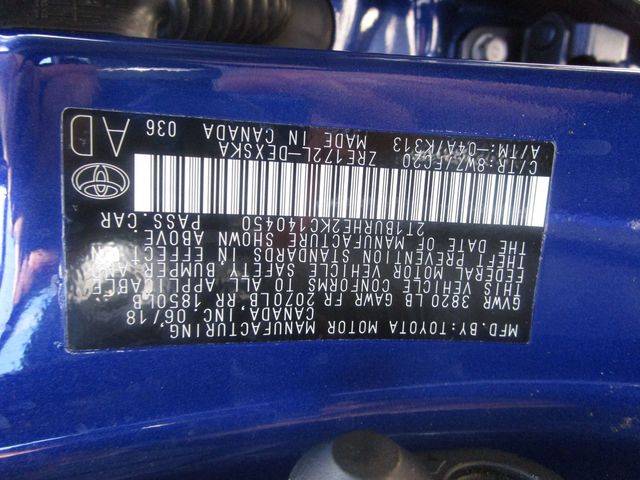 MFD.BY:TOYOTA MOTOR MANUFACTURING
CANADA, INC. 06/18
GVWR 3820LB GAWR FR 2070LB RR 1850LB
THIS VEHICLE CONFORMS TO ALL APPLICABLE
FEDERAL MOTOR VEHICLE SAFETY, BUMPER, AND
THEFT PREVENTION STANDARDS IN EFFECT ON
THE DATE OF MANUFACTURE SHOWN ABOVE.
2T1BURHE2KC140450 PASS.CAR
C/TR:8W7/FC20
A/TM:-04A/K313
ZRE172L-DEXSKA
MADE IN CANADA
036
AD